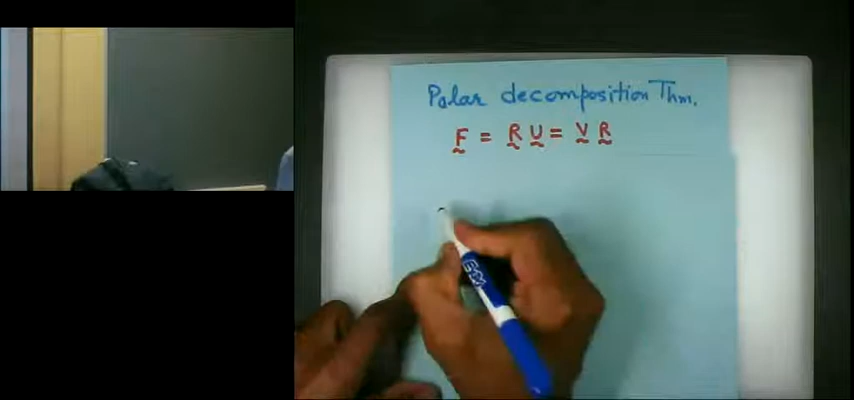 Polar decomposition Thm.
F = R U = V R